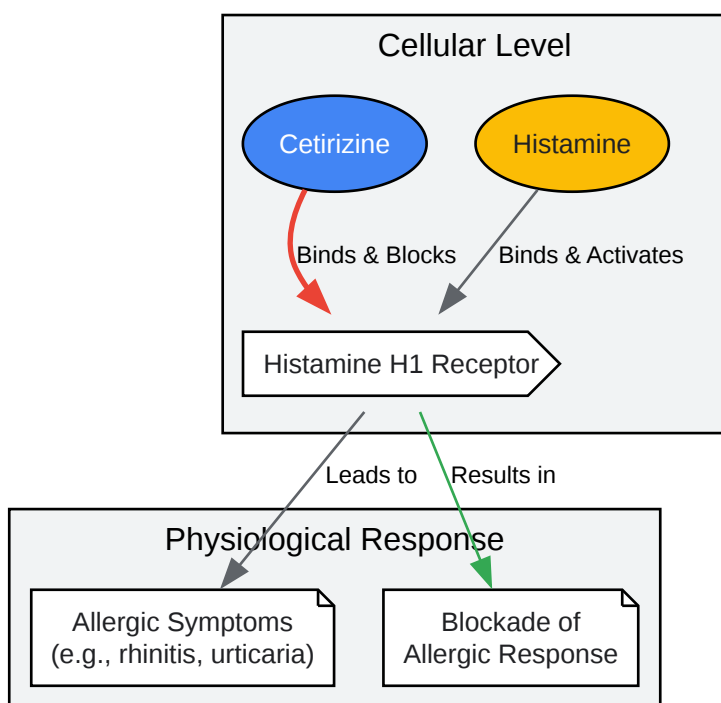 Cellular Level
Cetirizine
Histamine
Binds & Blocks
Binds & Activates
Histamine H1 Receptor
Leads to
Results in
Physiological Response
Allergic Symptoms
(e.g., rhinitis, urticaria)
Blockade of
Allergic Response